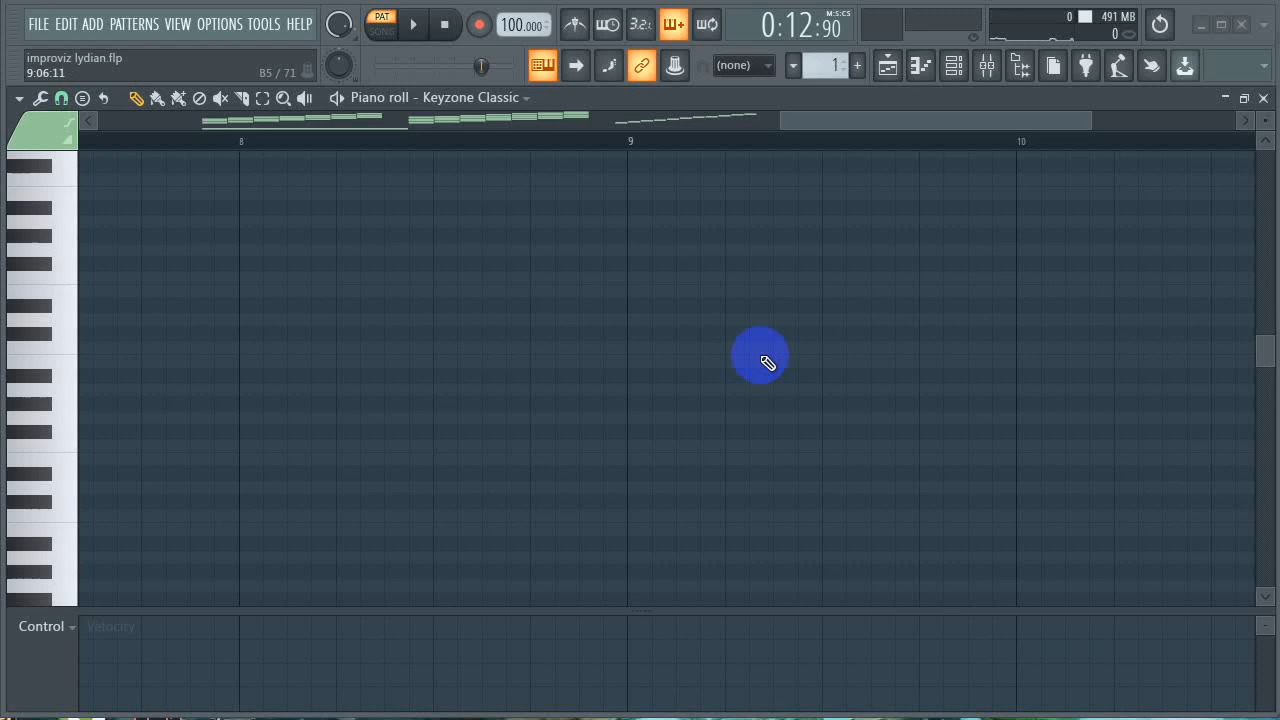 FILE EDIT ADD PATTERNS VIEW OPTIONS TOOLS HELP
PAT
SONG
100.000
3.2.
0:12:90
M:S:CS
0
491 MB
0
improviz lydian.flp
9:06:11
B5 / 71
(none)
1
Piano roll - Keyzone Classic
8
9
10
Control
Velocity